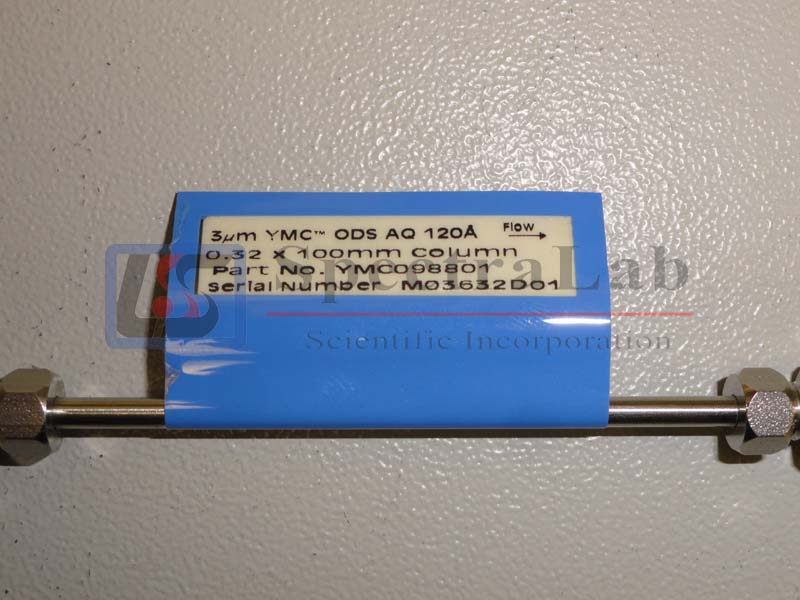 3µm YMC™ ODS AQ 120Å Flow
0.32 x 100mm Column
Part No. YMC098801
serial Number M03632D01
SpectraLab
Scientific Incorporation